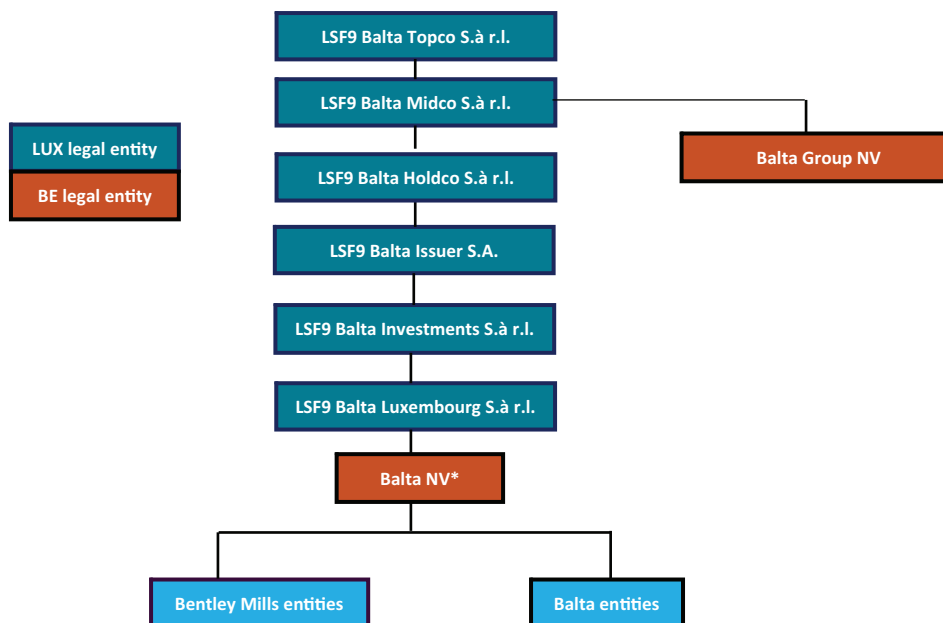 LSF9 Balta Topco S.à r.l.
LSF9 Balta Midco S.à r.l.
LUX legal entity
BE legal entity
Balta Group NV
LSF9 Balta Holdco S.à r.l.
LSF9 Balta Issuer S.A.
LSF9 Balta Investments S.à r.l.
LSF9 Balta Luxembourg S.à r.l.
Balta NV*
Bentley Mills entities
Balta entities